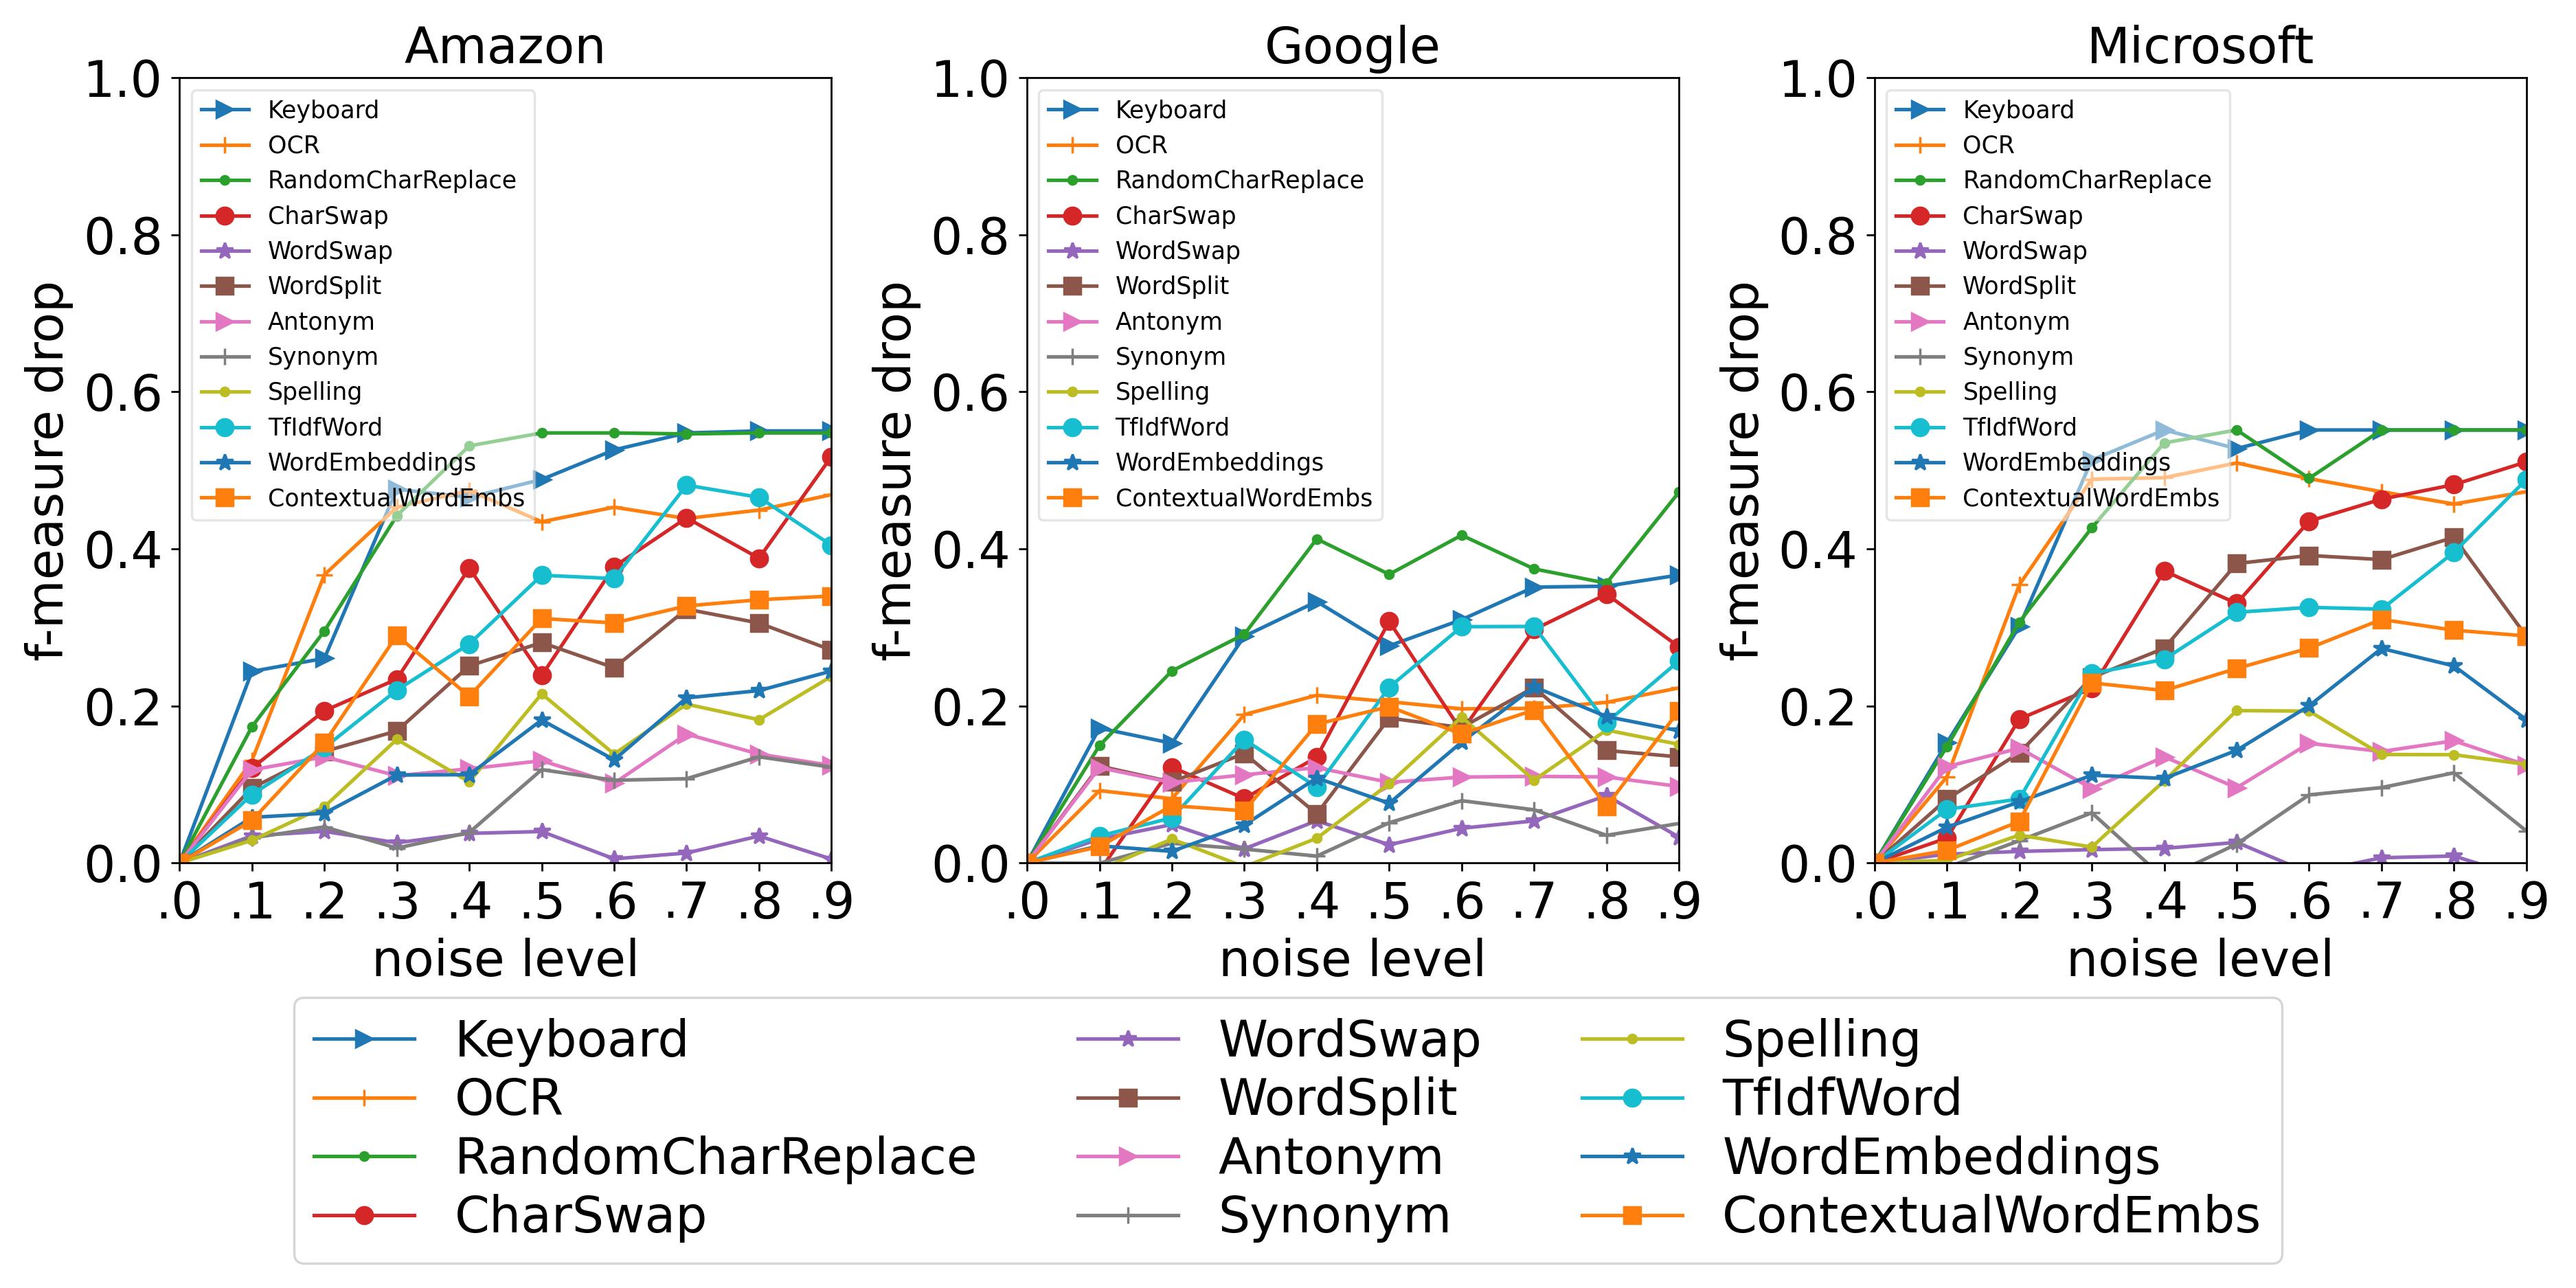 Amazon
1.0
0.8
0.6
0.4
0.2
0.0
f-measure drop
Keyboard
OCR
RandomCharReplace
CharSwap
WordSwap
WordSplit
Antonym
Synonym
Spelling
TfIdfWord
WordEmbeddings
ContextualWordEmbs
.0 .1 .2 .3 .4 .5 .6 .7 .8 .9
noise level
Google
1.0
0.8
0.6
0.4
0.2
0.0
f-measure drop
Keyboard
OCR
RandomCharReplace
CharSwap
WordSwap
WordSplit
Antonym
Synonym
Spelling
TfIdfWord
WordEmbeddings
ContextualWordEmbs
.0 .1 .2 .3 .4 .5 .6 .7 .8 .9
noise level
Microsoft
1.0
0.8
0.6
0.4
0.2
0.0
f-measure drop
Keyboard
OCR
RandomCharReplace
CharSwap
WordSwap
WordSplit
Antonym
Synonym
Spelling
TfIdfWord
WordEmbeddings
ContextualWordEmbs
.0 .1 .2 .3 .4 .5 .6 .7 .8 .9
noise level
Keyboard
OCR
RandomCharReplace
CharSwap
WordSwap
WordSplit
Antonym
Synonym
Spelling
TfIdfWord
WordEmbeddings
ContextualWordEmbs